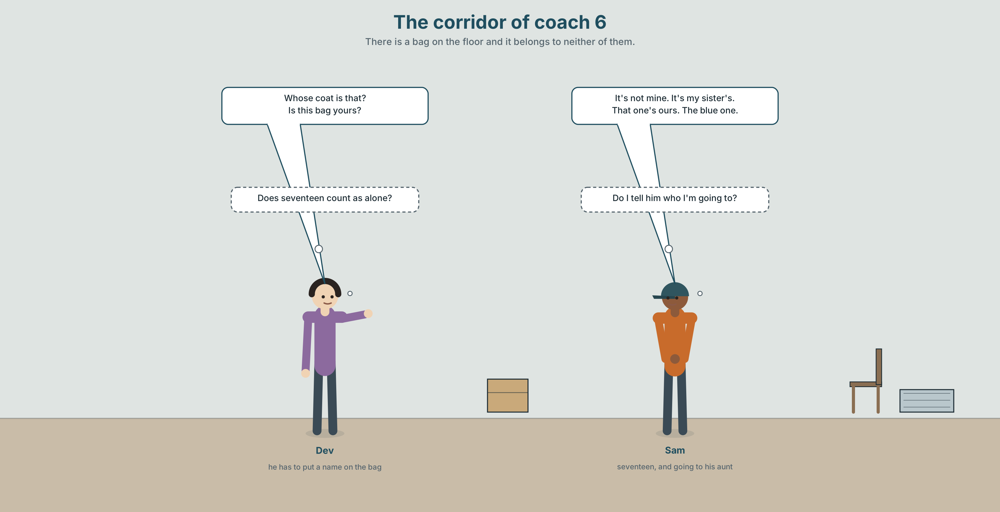 The corridor of coach 6
There is a bag on the floor and it belongs to neither of them.
Whose coat is that?
Is this bag yours?
It's not mine. It's my sister's.
That one's ours. The blue one.
Does seventeen count as alone?
Do I tell him who I'm going to?
Dev
he has to put a name on the bag
Sam
seventeen, and going to his aunt